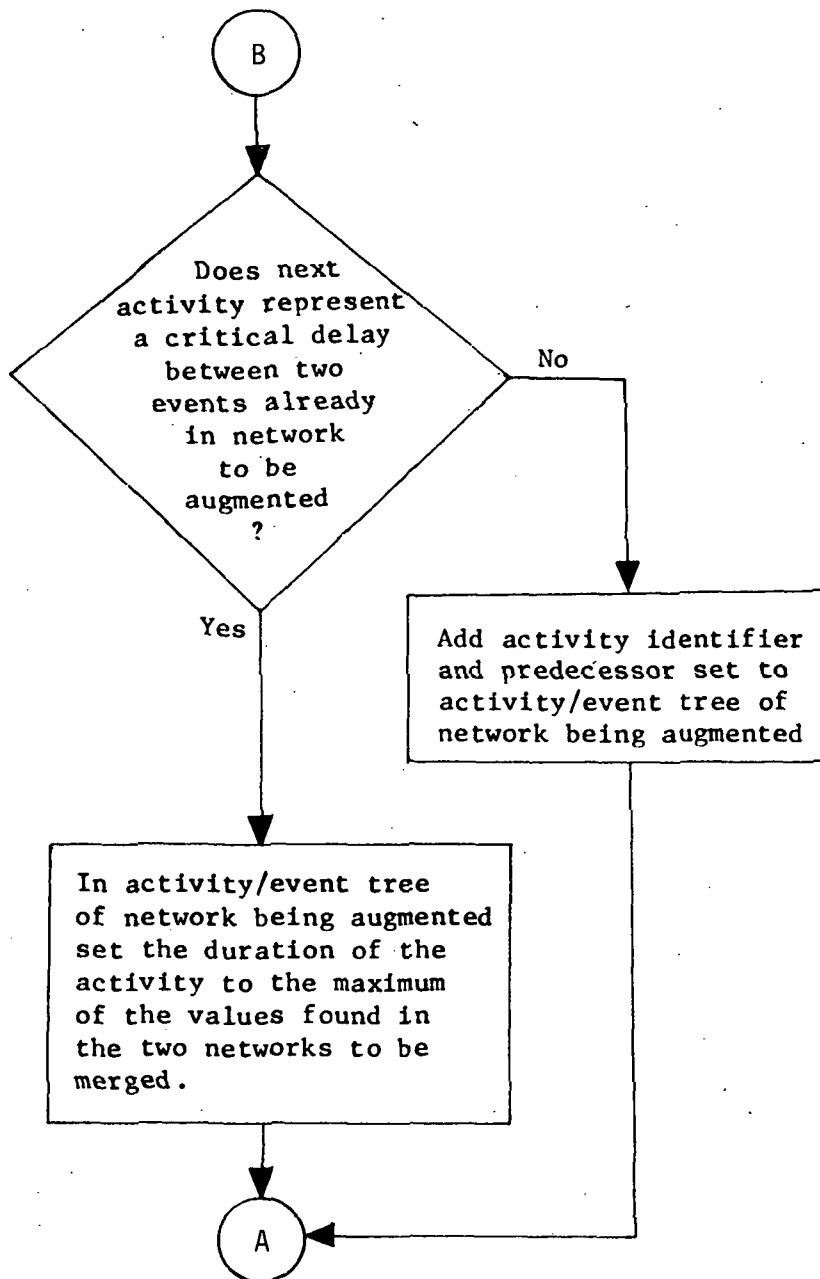 B
Does next
activity represent
a critical delay
between two
events already
in network
to be
augmented
?
No
Yes
Add activity identifier
and predecessor set to
activity/event tree of
network being augmented
In activity/event tree
of network being augmented
set the duration of the
activity to the maximum
of the values found in
the two networks to be
merged.
A